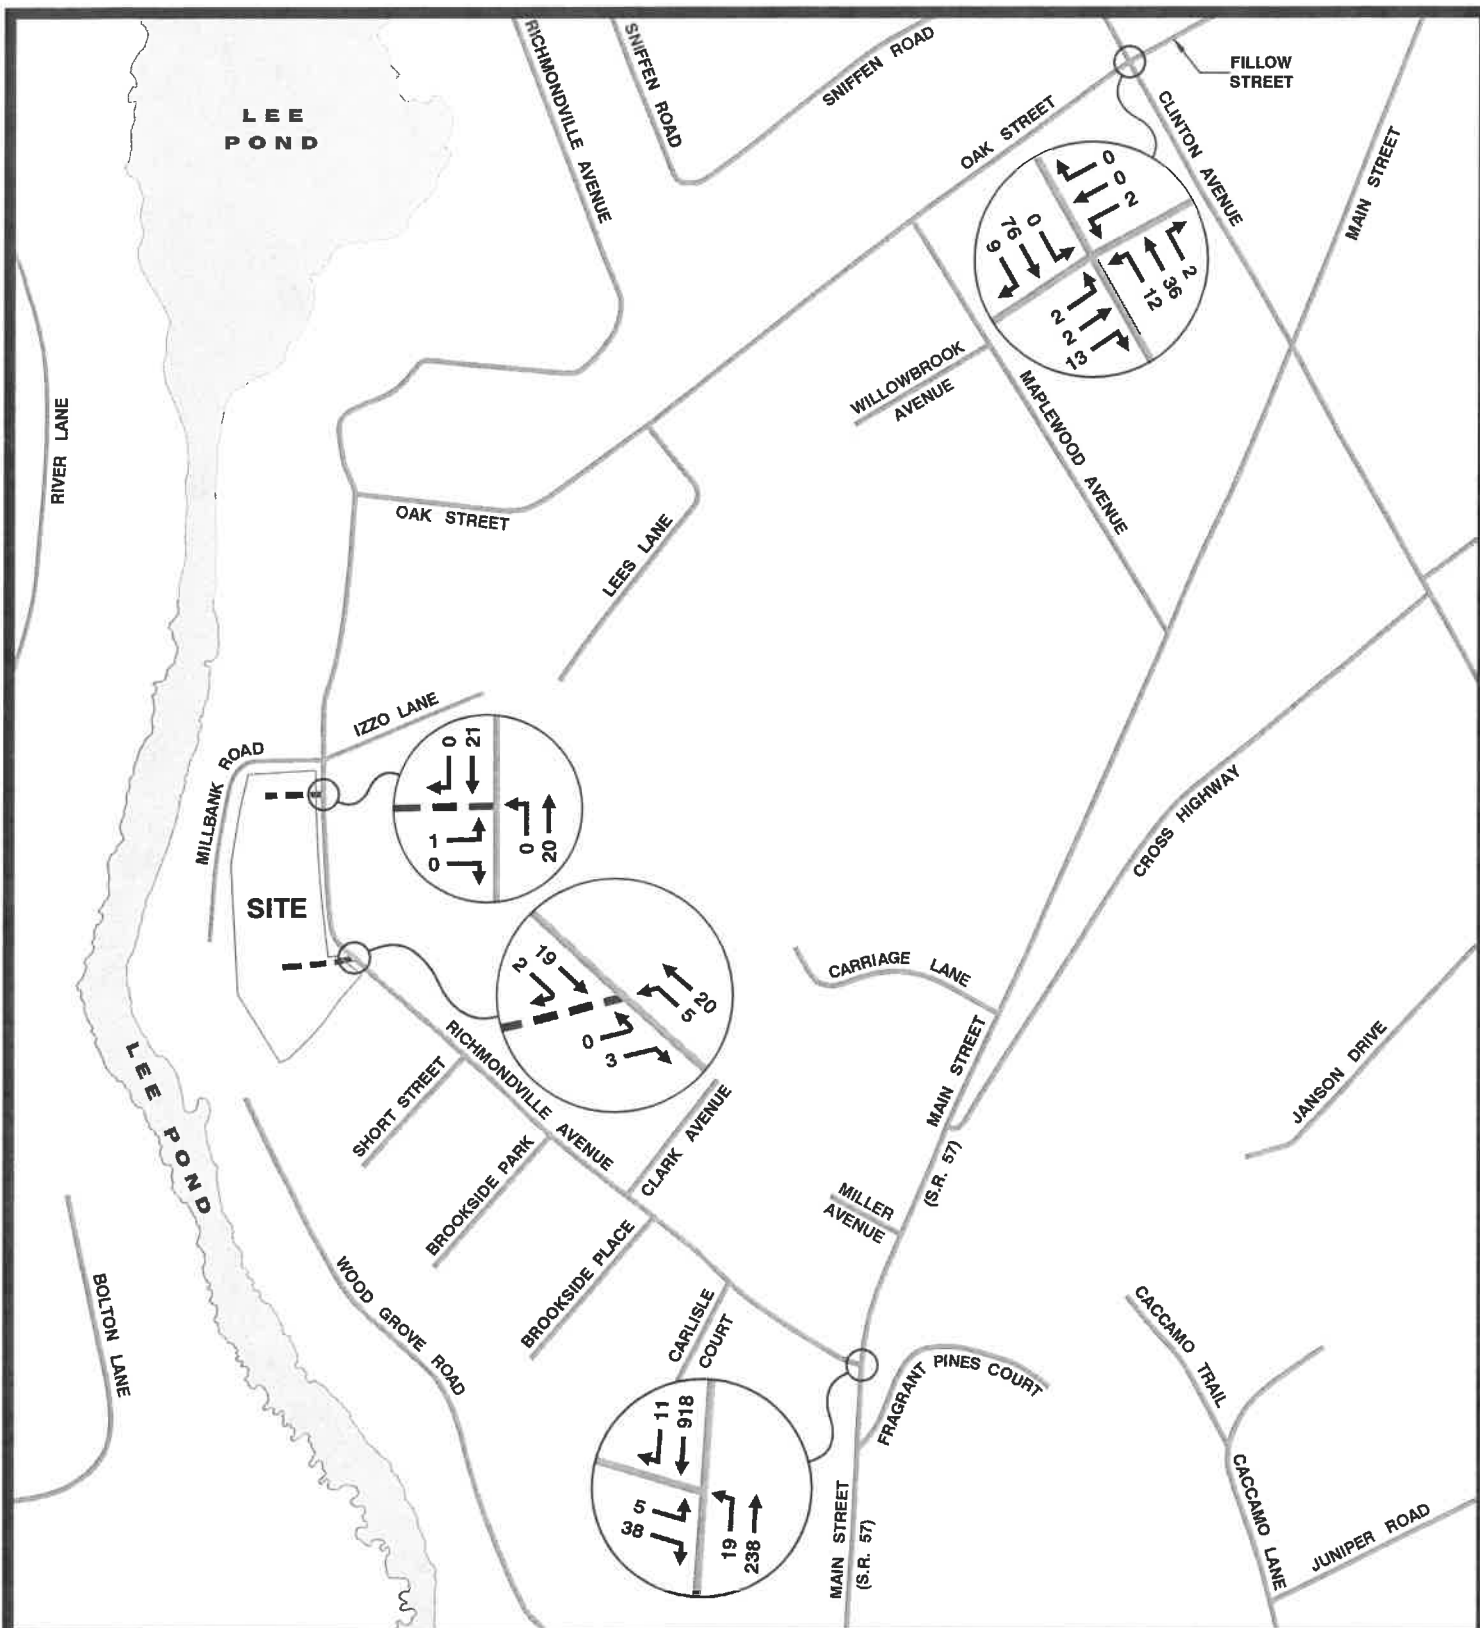 LEE
POND
RICHMONDVILLE AVENUE
SNIFFEN ROAD
SNIFFEN ROAD
FILLOW
STREET
OAK STREET
CLINTON AVENUE
MAIN STREET
0
0
2
0
76
9
2
36
12
2
2
13
WILLOWBROOK
AVENUE
MAPLEWOOD AVENUE
RIVER LANE
OAK STREET
LEES LANE
IZZO LANE
MILLBANK ROAD
0
21
1
0
0
20
CROSS HIGHWAY
SITE
19
2
20
5
0
3
CARRIAGE LANE
LEE POND
RICHMONDVILLE AVENUE
SHORT STREET
BROOKSIDE PARK
CLARK AVENUE
BROOKSIDE PLACE
MAIN STREET
(S.R. 57)
JANSON DRIVE
MILLER
AVENUE
BOLTON LANE
WOOD GROVE ROAD
CARLISLE
COURT
FRAGRANT PINES COURT
CACCAMO TRAIL
11
918
5
38
19
238
MAIN STREET
(S.R. 57)
CACCAMO LANE
JUNIPER ROAD